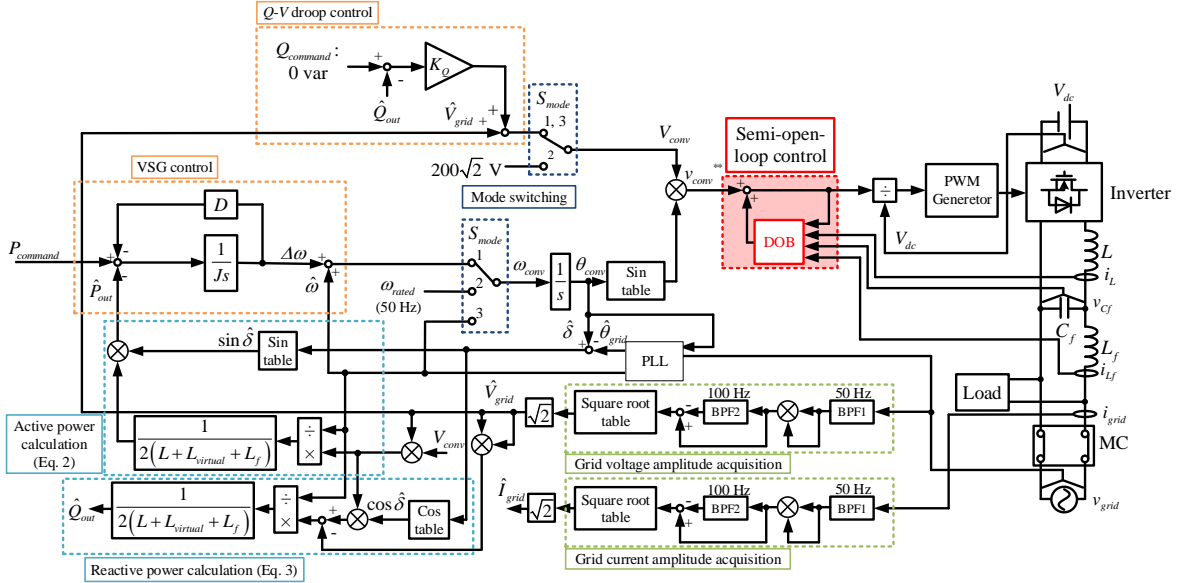 Q-V droop control
Q_command :
0 var
+
-
K_Q
Q̂_out
V̂_grid
+
+
S_mode
1, 3
2
200√2 V
Mode switching
V_conv
v_conv **
Semi-open-
loop control
+
+
DOB
÷
V_dc
PWM
Generetor
V_dc
Inverter
L
i_L
v_Cf
C_f
L_f
i_Lf
Load
i_grid
MC
v_grid
VSG control
P_command
-
+
-
P̂_out
D
1
Js
Δω
+
+
ω̂
S_mode
1
2
3
ω_rated
(50 Hz)
ω_conv
1
s
θ_conv
Sin
table
δ̂
+
-
θ̂_grid
PLL
sin δ̂
Sin
table
Active power
calculation
(Eq. 2)
1
2(L+L_virtual+L_f)
÷
×
V̂_grid
V_conv
√2
Square root
table
-
+
100 Hz
BPF2
50 Hz
BPF1
Grid voltage amplitude acquisition
Q̂_out
1
2(L+L_virtual+L_f)
÷
×
+
-
cos δ̂
Cos
table
Reactive power calculation (Eq. 3)
Î_grid
√2
Square root
table
-
+
100 Hz
BPF2
50 Hz
BPF1
Grid current amplitude acquisition